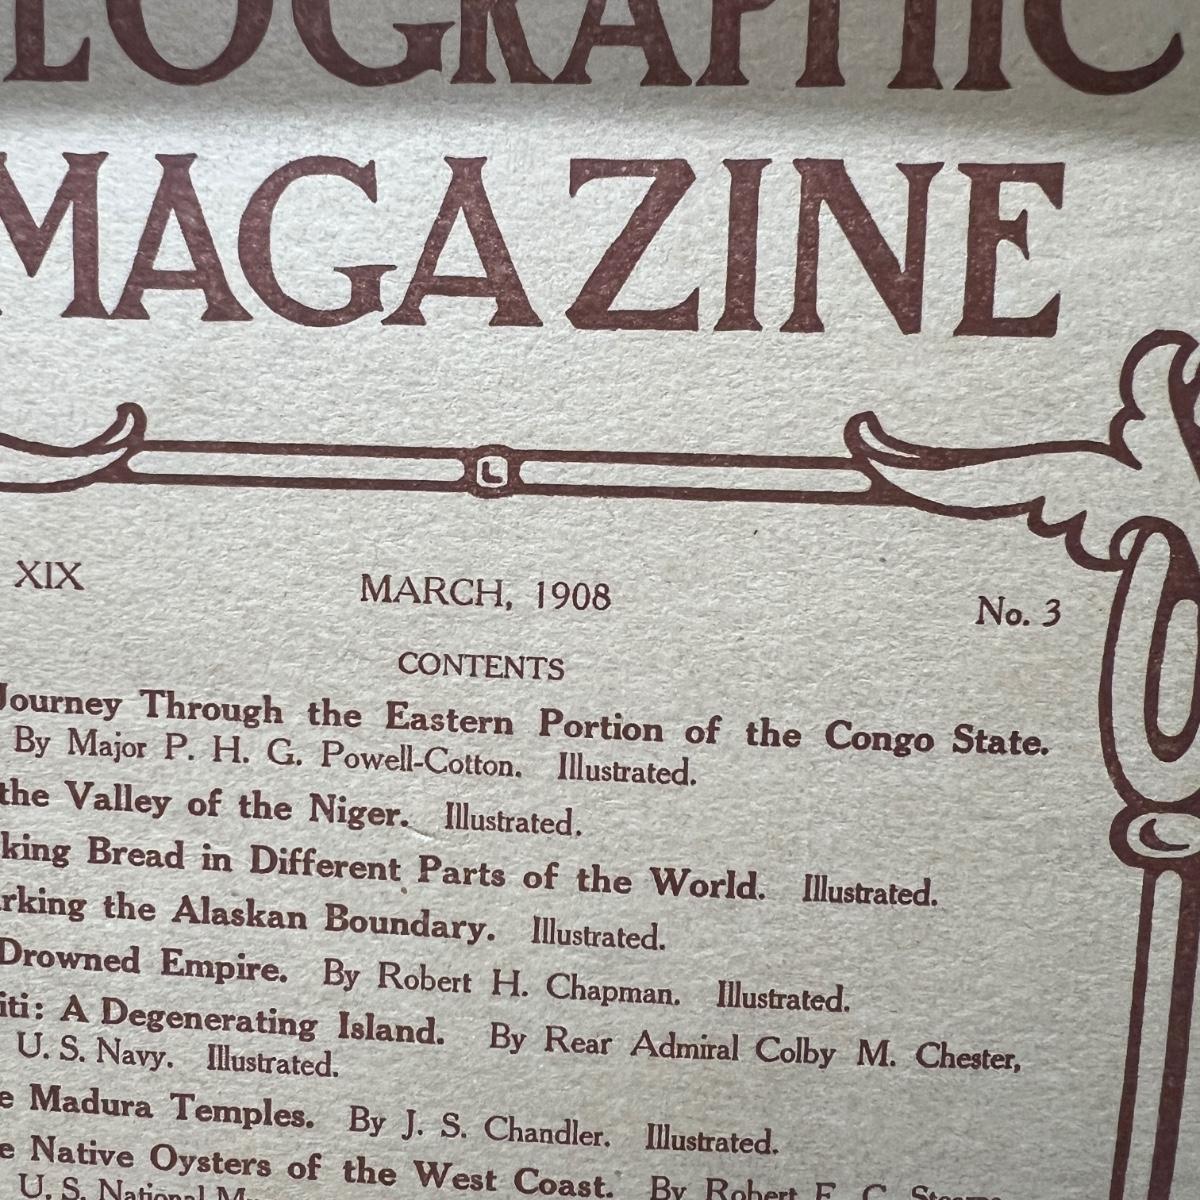 EOGRAPHIC
MAGAZINE
L
XIX MARCH, 1908 No. 3
CONTENTS
Journey Through the Eastern Portion of the Congo State.
By Major P. H. G. Powell-Cotton. Illustrated.
the Valley of the Niger. Illustrated.
king Bread in Different Parts of the World. Illustrated.
rking the Alaskan Boundary. Illustrated.
Drowned Empire. By Robert H. Chapman. Illustrated.
iti: A Degenerating Island. By Rear Admiral Colby M. Chester,
U. S. Navy. Illustrated.
e Madura Temples. By J. S. Chandler. Illustrated.
e Native Oysters of the West Coast. By Robert E. C.
U. S. National